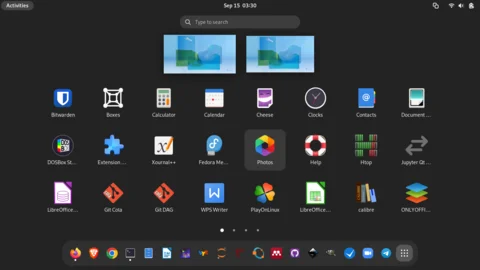 Activities
Sep 15 03:30
Type to search
Bitwarden
Boxes
Calculator
Calendar
Cheese
Clocks
Contacts
Document ...
DOSBox St...
Extension...
Xournal++
Fedora Me...
Photos
Help
Htop
Jupyter Qt ...
LibreOffice...
Git Cola
Git DAG
WPS Writer
PlayOnLinux
LibreOffice...
calibre
ONLYOFFI...